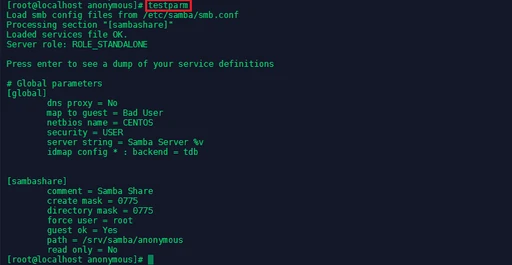 [root@localhost anonymous]# testparm
Load smb config files from /etc/samba/smb.conf
Processing section "[sambashare]"
Loaded services file OK.
Server role: ROLE_STANDALONE
Press enter to see a dump of your service definitions
# Global parameters
[global]
dns proxy = No
map to guest = Bad User
netbios name = CENTOS
security = USER
server string = Samba Server %v
idmap config * : backend = tdb
[sambashare]
comment = Samba Share
create mask = 0775
directory mask = 0775
force user = root
guest ok = Yes
path = /srv/samba/anonymous
read only = No
[root@localhost anonymous]#